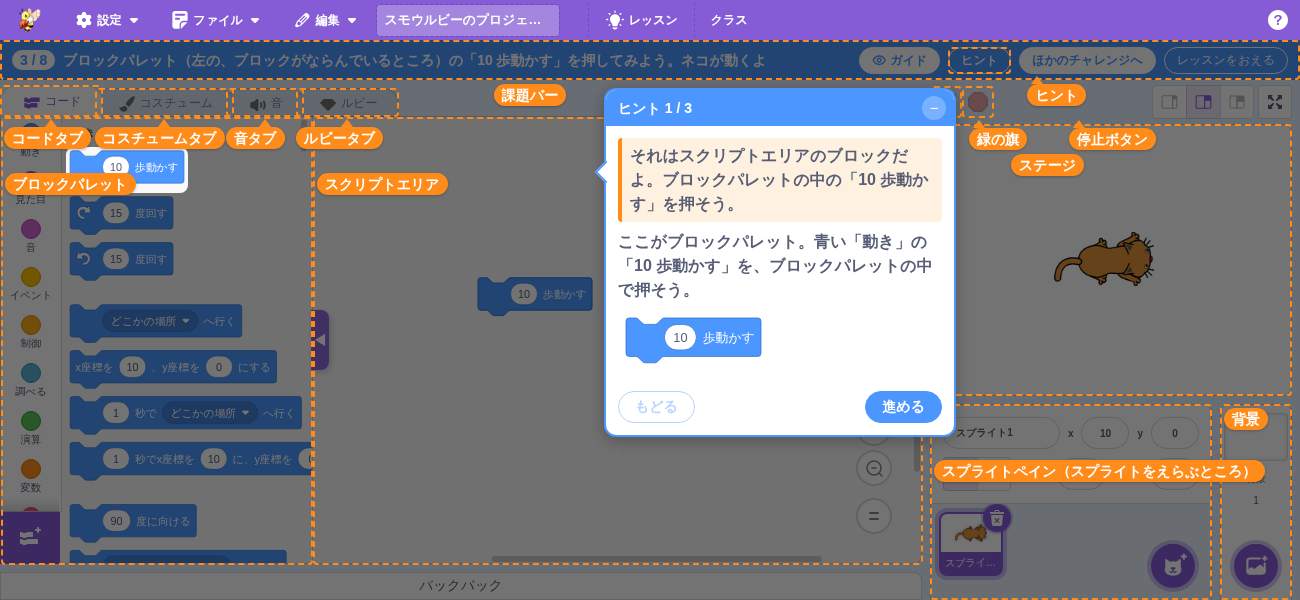 設定 ファイル 編集 スモウルビーのプロジェ… レッスン クラス ?
3 / 8 ブロックパレット（左の、ブロックがならんでいるところ）の「10 歩動かす」を押してみよう。ネコが動くよ ガイド ヒント ほかのチャレンジへ レッスンをおえる
コード コスチューム 音 ルビー 課題バー ヒント
コードタブ コスチュームタブ 音タブ ルビータブ 緑の旗 停止ボタン
ステージ
ヒント 1 / 3
それはスクリプトエリアのブロックだ
よ。ブロックパレットの中の「10 歩動か
す」を押そう。
ここがブロックパレット。青い「動き」の
「10 歩動かす」を、ブロックパレットの中
で押そう。
10 歩動かす
もどる 進める
動き
10 歩動かす
ブロックパレット スクリプトエリア
見た目
15 度回す
音
15 度回す
イベント
10 歩動かす
どこかの場所 へ行く
制御
x座標を 10 、y座標を 0 にする
調べる
1 秒で どこかの場所 へ行く
演算
1 秒でx座標を 10 に、y座標を
変数
90 度に向ける
背景
スプライト1 x 10 y 0
スプライトペイン（スプライトをえらぶところ）
1
スプライ…
バックパック